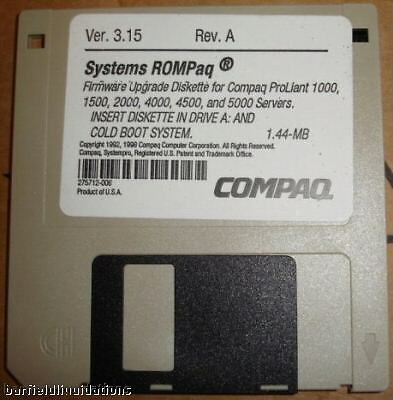 Ver. 3.15 Rev. A
Systems ROMPaq ®
Firmware Upgrade Diskette for Compaq ProLiant 1000,
1500, 2000, 4000, 4500, and 5000 Servers.
INSERT DISKETTE IN DRIVE A: AND
COLD BOOT SYSTEM. 1.44-MB
Copyright 1992, 1996 Compaq Computer Corporation. All Rights Reserved.
Compaq, Systempro, Registered U.S. Patent and Trademark Office.
275712-006
Product of U.S.A.
COMPAQ
barfieldliquidations